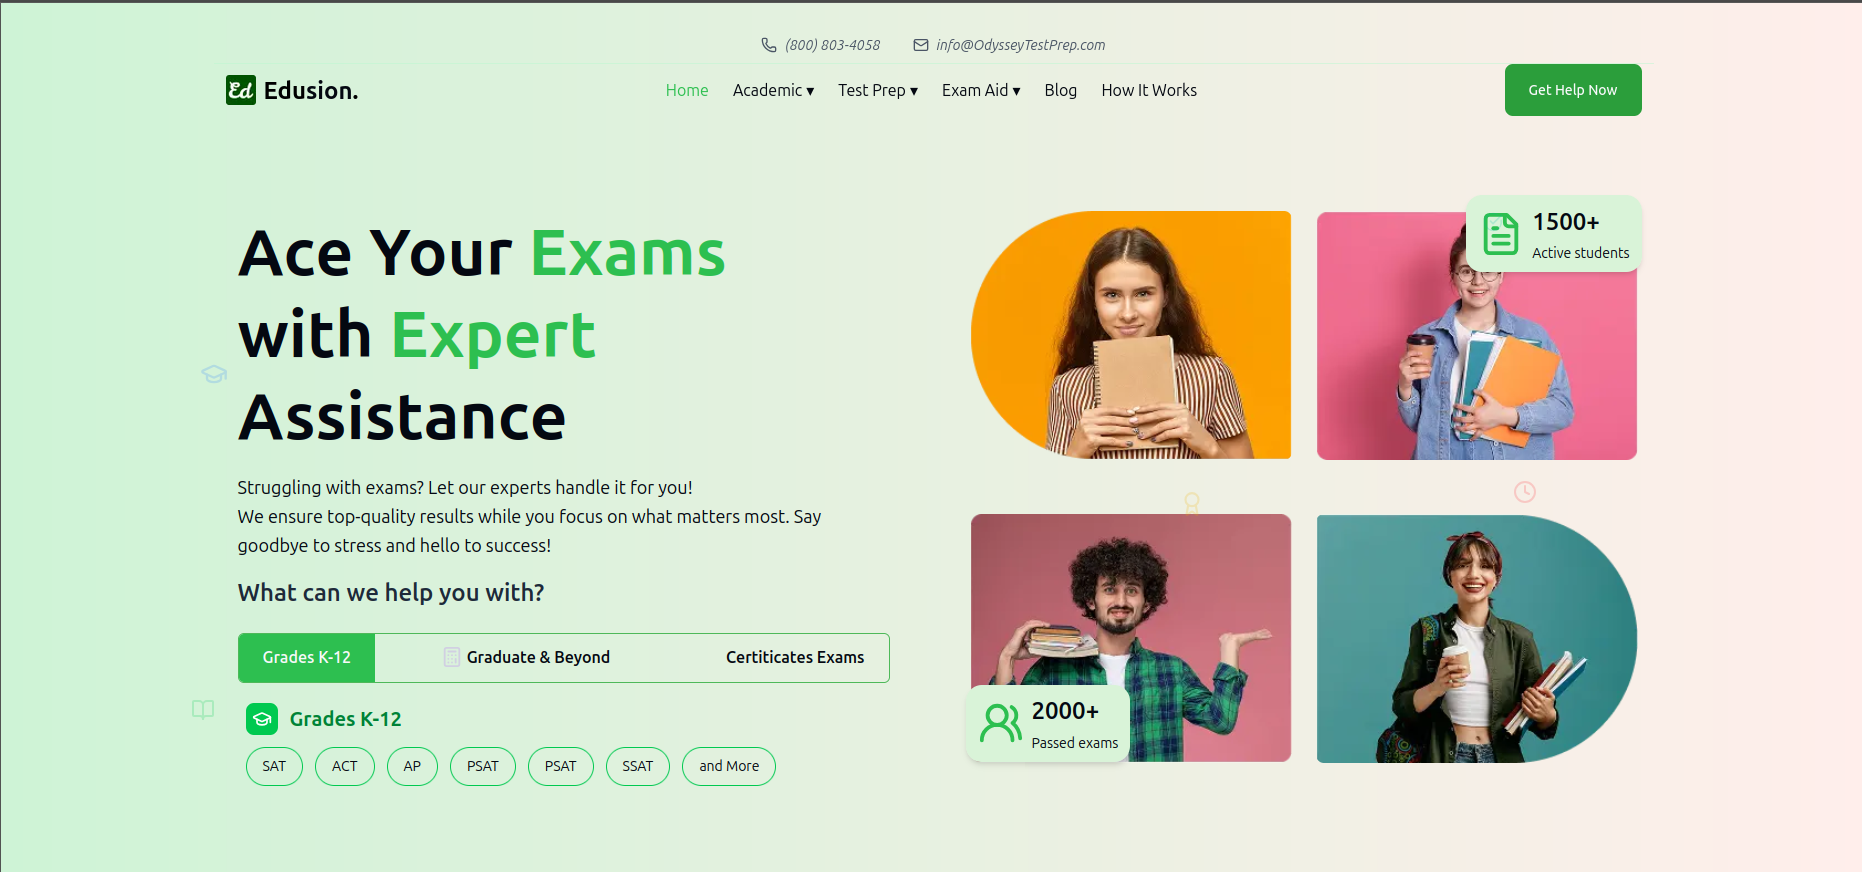 (800) 803-4058 info@OdysseyTestPrep.com
Ed Edusion.
Home Academic ▾ Test Prep ▾ Exam Aid ▾ Blog How It Works
Get Help Now
Ace Your Exams
with Expert
Assistance
Struggling with exams? Let our experts handle it for you!
We ensure top-quality results while you focus on what matters most. Say
goodbye to stress and hello to success!
What can we help you with?
Grades K-12 Graduate & Beyond Certiticates Exams
Grades K-12
SAT ACT AP PSAT PSAT SSAT and More
1500+
Active students
2000+
Passed exams